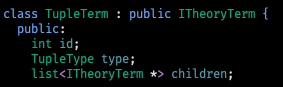 class TupleTerm : public ITheoryTerm {
  public:
    int id;
    TupleType type;
    list<ITheoryTerm *> children;